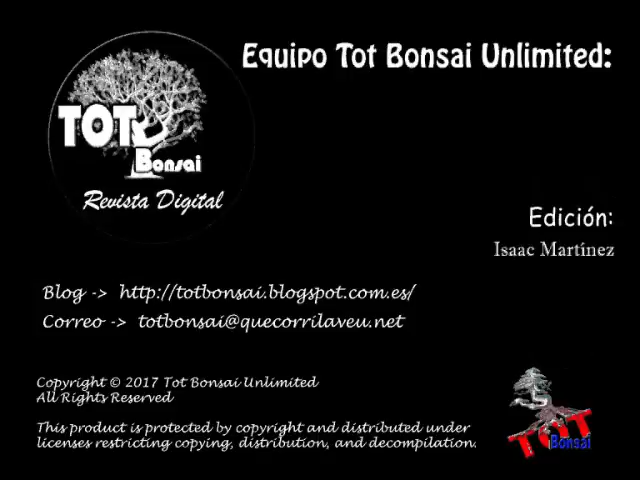 Equipo Tot Bonsai Unlimited:
TOT
Bonsai
Revista Digital
Edición:
Isaac Martínez
Blog -> http://totbonsai.blogspot.com.es/
Correo -> totbonsai@quecorrilaveu.net
Copyright © 2017 Tot Bonsai Unlimited
All Rights Reserved
This product is protected by copyright and distributed under
licenses restricting copying, distribution, and decompilation.
TOT
Bonsai